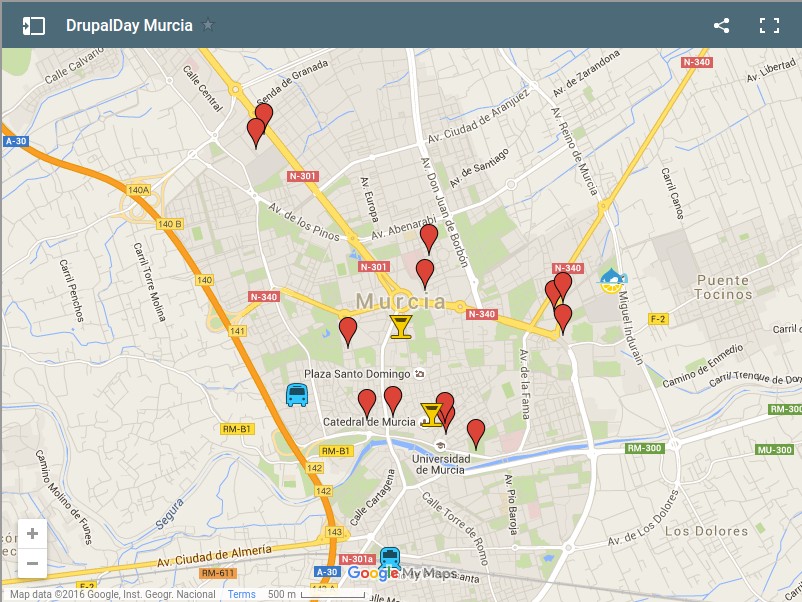 DrupalDay Murcia
Calle Calvario
Calle Central
Senda de Granada
Av. de Zarandona
N-340
Av. Libertad
A-30
Av. Ciudad de Aranjuez
Av. Reino de Murcia
N-301
Av. de Santiago
140A
Av. Europa
Av. Don Juan de Borbón
Carril Canos
140 B
Av. de los Pinos
Av. Abenarabi
Carril Torre Molina
Carril Penchos
N-301
N-340
140
N-340
Murcia
Puente
Tocinos
N-340
Miguel Indurain
F-2
141
Carril
Camino de Enmedio
Av. de la Fama
Plaza Santo Domingo
Carril Trenque de Don
RM-300
Catedral de Murcia
RM-B1
RM-B1
RM-300
MU-300
Universidad
de Murcia
142
142
Camino Molino de Funes
Segura
Calle Cartagena
Av. Pío Baroja
Calle Torre de Romo
143
Av. de Los Dolores
Los Dolores
Av. Ciudad de Almería
N-301a
A-30
RM-611
Google My Maps
F-2
Map data ©2016 Google, Inst. Geogr. Nacional
Terms
500 m